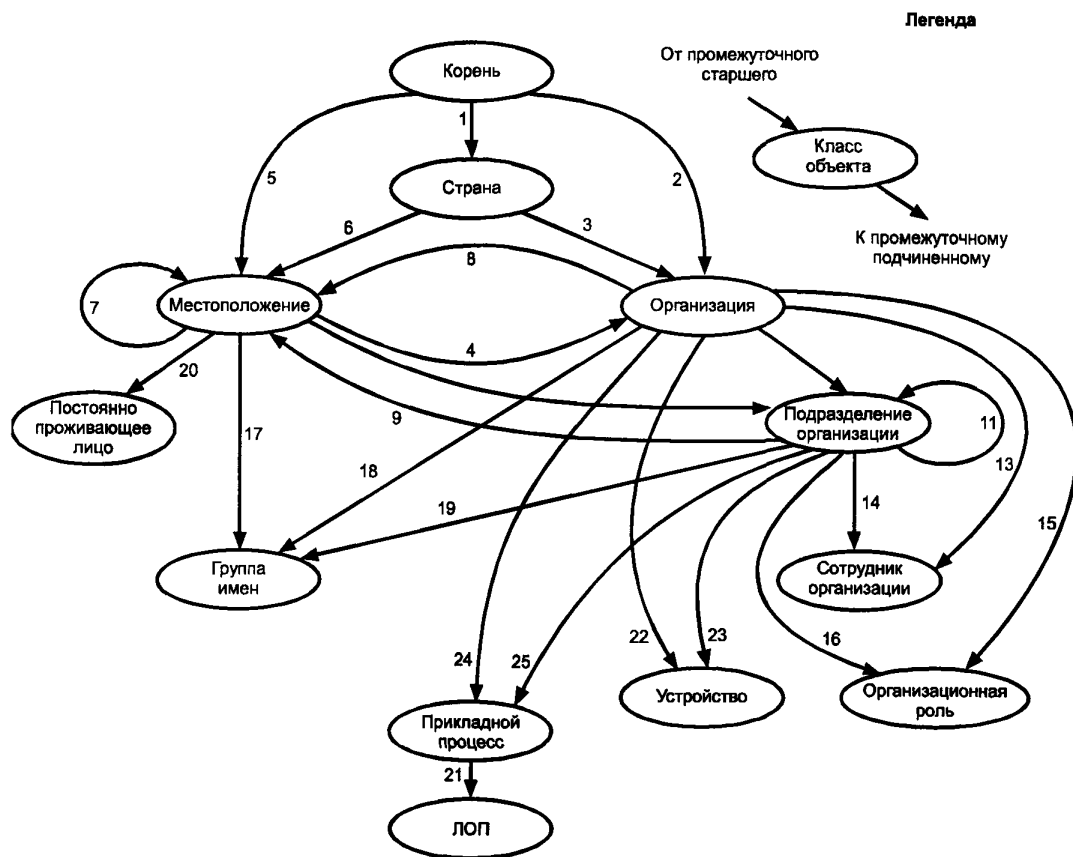 Легенда
От промежуточного
старшего
Класс
объекта
К промежуточному
подчиненному
Корень
1
5
2
Страна
6
3
8
Местоположение
Организация
7
4
20
Постоянно
проживающее
лицо
17
9
Подразделение
организации
11
18
13
19
14
15
Группа
имен
Сотрудник
организации
24
25
22
23
16
Устройство
Организационная
роль
Прикладной
процесс
21
ЛОП